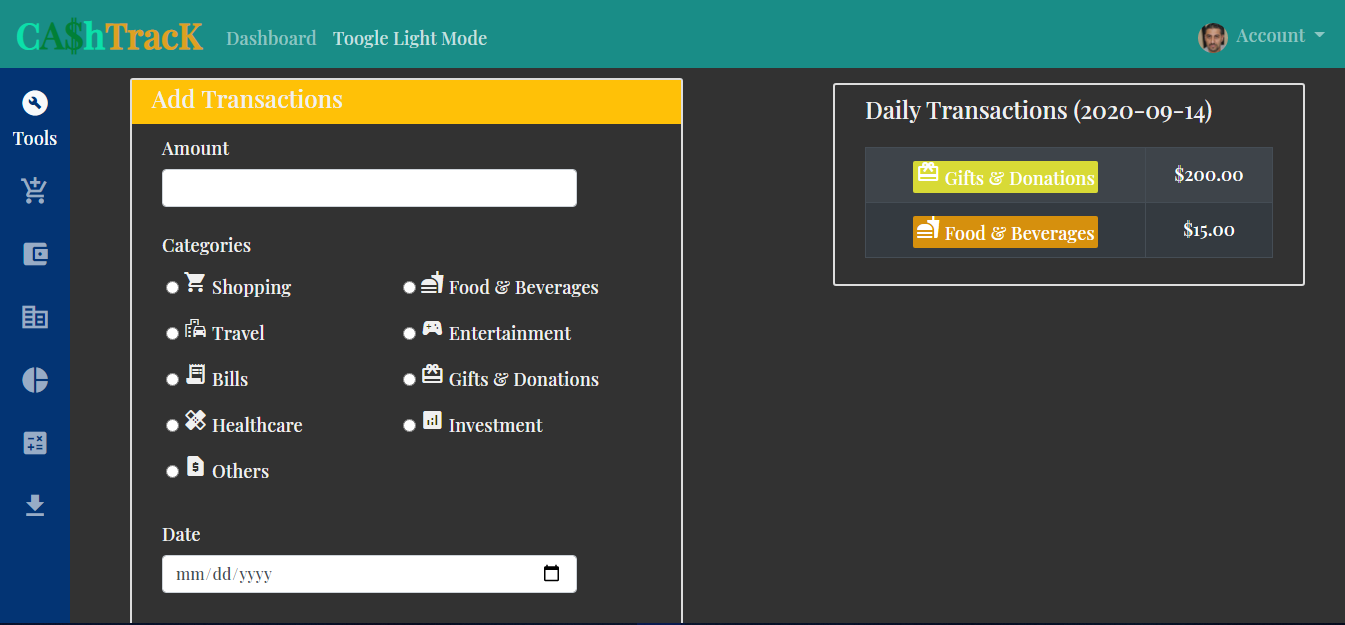 CA$hTracK Dashboard Toogle Light Mode Account
Tools
Add Transactions
Amount
Categories
Shopping Food & Beverages
Travel Entertainment
Bills Gifts & Donations
Healthcare Investment
Others
Date
mm/dd/yyyy
Daily Transactions (2020-09-14)
Gifts & Donations $200.00
Food & Beverages $15.00